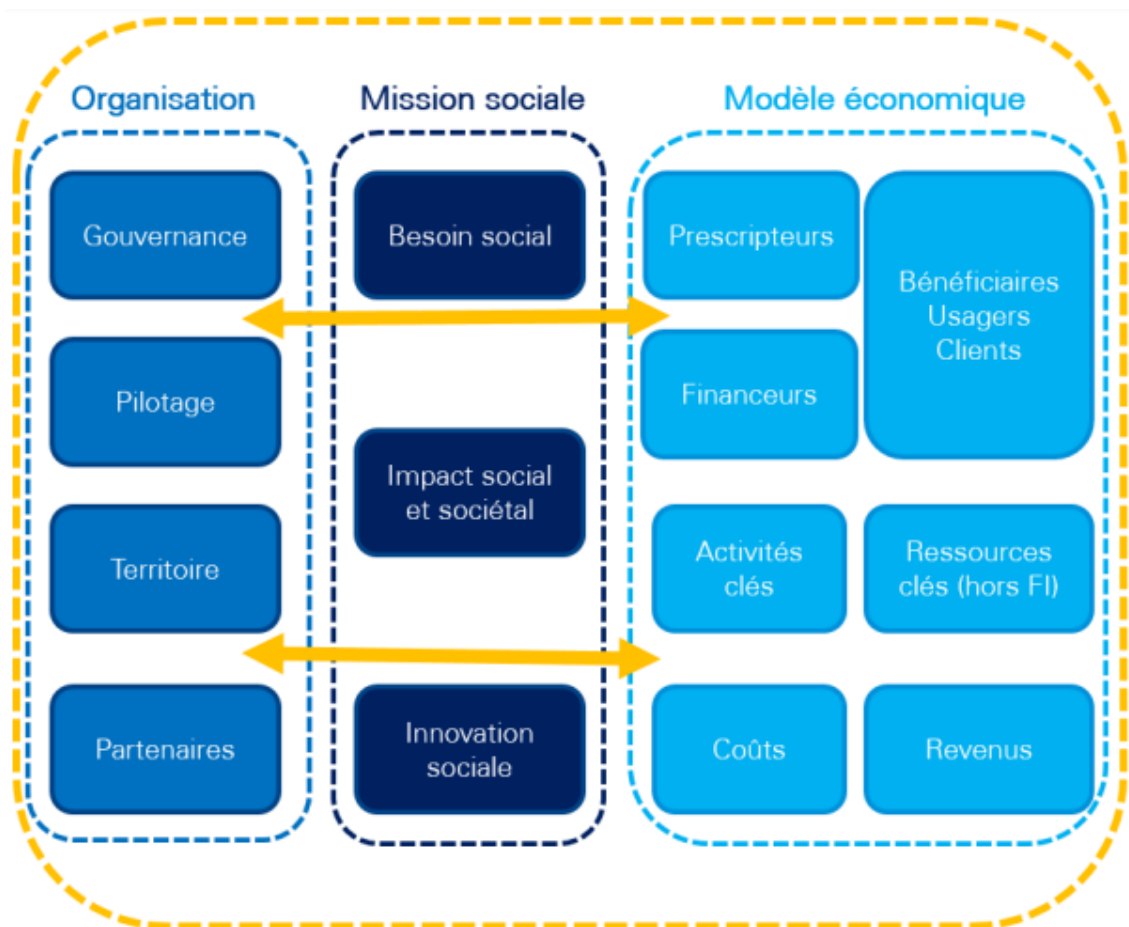 Organisation
Mission sociale
Modèle économique
Gouvernance
Pilotage
Territoire
Partenaires
Besoin social
Impact social
et sociétal
Innovation
sociale
Prescripteurs
Bénéficiaires
Usagers
Clients
Financeurs
Activités
clés
Ressources
clés (hors FI)
Coûts
Revenus